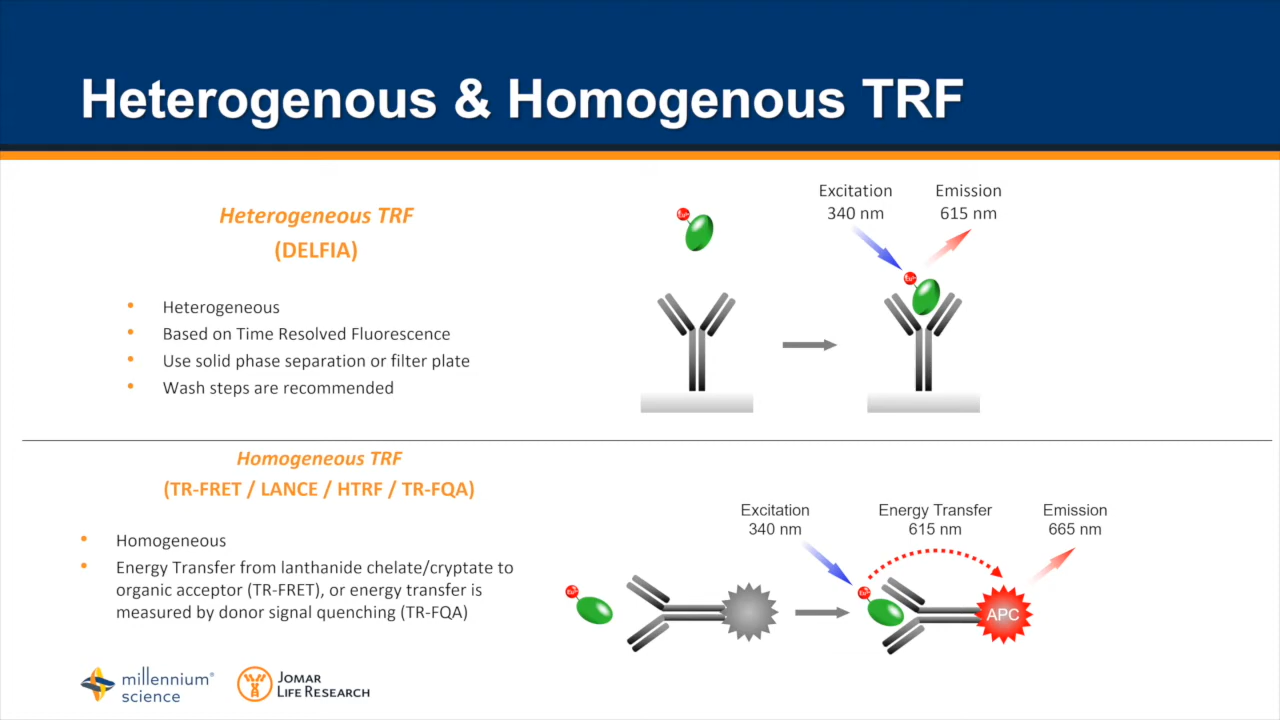 Heterogenous & Homogenous TRF
Heterogeneous TRF
(DELFIA)
• Heterogeneous
• Based on Time Resolved Fluorescence
• Use solid phase separation or filter plate
• Wash steps are recommended
Excitation
340 nm
Emission
615 nm
Eu³⁺
Eu³⁺
Homogeneous TRF
(TR-FRET / LANCE / HTRF / TR-FQA)
• Homogeneous
• Energy Transfer from lanthanide chelate/cryptate to
organic acceptor (TR-FRET), or energy transfer is
measured by donor signal quenching (TR-FQA)
Excitation
340 nm
Energy Transfer
615 nm
Emission
665 nm
Eu³⁺
Eu³⁺
APC
millennium®
science
JOMAR
LIFE RESEARCH